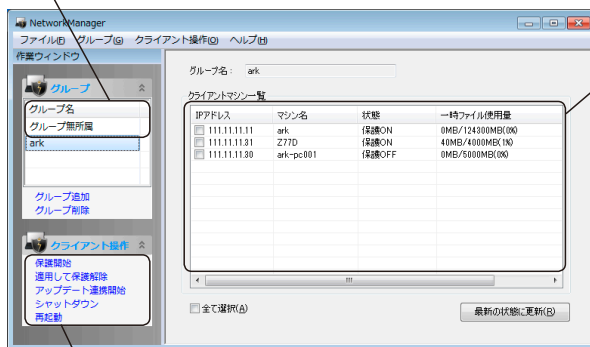 NetworkManager
ファイル(F) グループ(G) クライアント操作(O) ヘルプ(H)
作業ウィンドウ
グループ
グループ名
グループ無所属
ark
グループ追加
グループ削除
クライアント操作
保護開始
適用して保護解除
アップデート連携開始
シャットダウン
再起動
グループ名: ark
クライアントマシン一覧
IPアドレス マシン名 状態 一時ファイル使用量
111.11.11.11 ark 保護ON 0MB/124300MB(0%)
111.11.11.31 Z77D 保護ON 40MB/4000MB(1%)
111.11.11.30 ark-pc001 保護OFF 0MB/5000MB(0%)
全て選択(A)
最新の状態に更新(R)